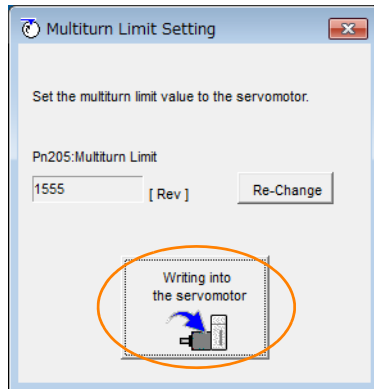 Multiturn Limit Setting
Set the multiturn limit value to the servomotor.
Pn205:Multiturn Limit
1555 [ Rev ] Re-Change
Writing into
the servomotor